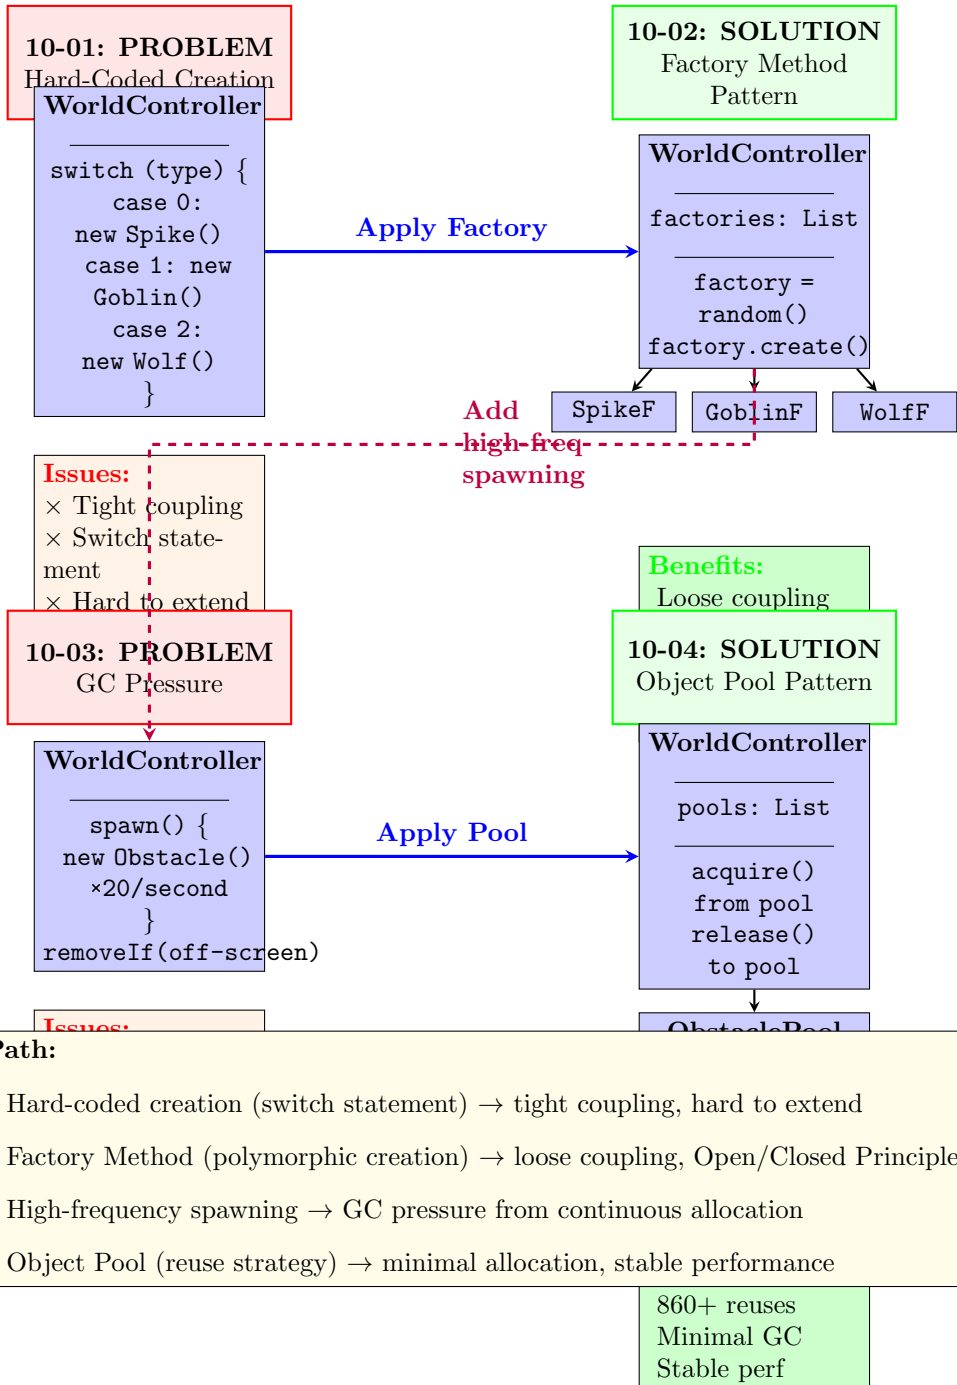 10-01: PROBLEM
Hard-Coded Creation
WorldController
switch (type) {
case 0:
new Spike()
case 1: new
Goblin()
case 2:
new Wolf()
}
Apply Factory
10-02: SOLUTION
Factory Method
Pattern
WorldController
factories: List
factory =
random()
factory.create()
SpikeF
GoblinF
WolfF
Add
high-freq
spawning
Issues:
× Tight coupling
× Switch state-
ment
× Hard to extend
Benefits:
Loose coupling
10-03: PROBLEM
GC Pressure
WorldController
spawn() {
new Obstacle()
×20/second
}
removeIf(off-screen)
Apply Pool
10-04: SOLUTION
Object Pool Pattern
WorldController
pools: List
acquire()
from pool
release()
to pool
Issues:
ObstaclePool
Path:
Hard-coded creation (switch statement) → tight coupling, hard to extend
Factory Method (polymorphic creation) → loose coupling, Open/Closed Principle
High-frequency spawning → GC pressure from continuous allocation
Object Pool (reuse strategy) → minimal allocation, stable performance
860+ reuses
Minimal GC
Stable perf